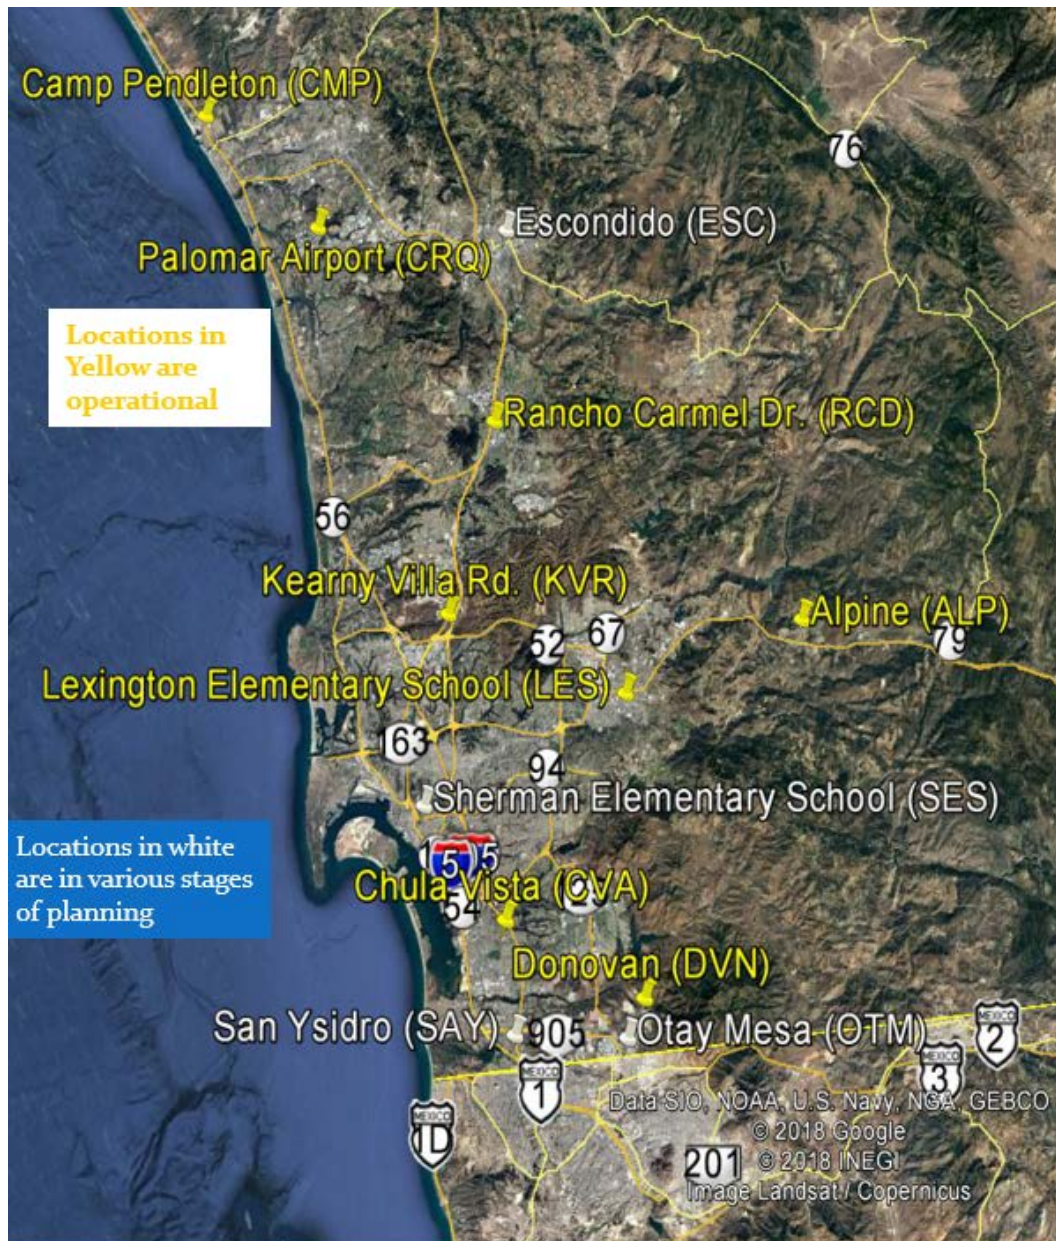 Camp Pendleton (CMP)
76
Escondido (ESC)
Palomar Airport (CRQ)
Locations in
Yellow are
operational
Rancho Carmel Dr. (RCD)
56
Kearny Villa Rd. (KVR)
Alpine (ALP)
52
67
79
Lexington Elementary School (LES)
163
94
Sherman Elementary School (SES)
Locations in white
are in various stages
of planning
5
Chula Vista (CVA)
54
Donovan (DVN)
San Ysidro (SAY)
905
Otay Mesa (OTM)
MEXICO
2
MEXICO
3
MEXICO
1
Data SIO, NOAA, U.S. Navy, NGA, GEBCO
© 2018 Google
MEXICO
1D
201
© 2018 INEGI
Image Landsat / Copernicus